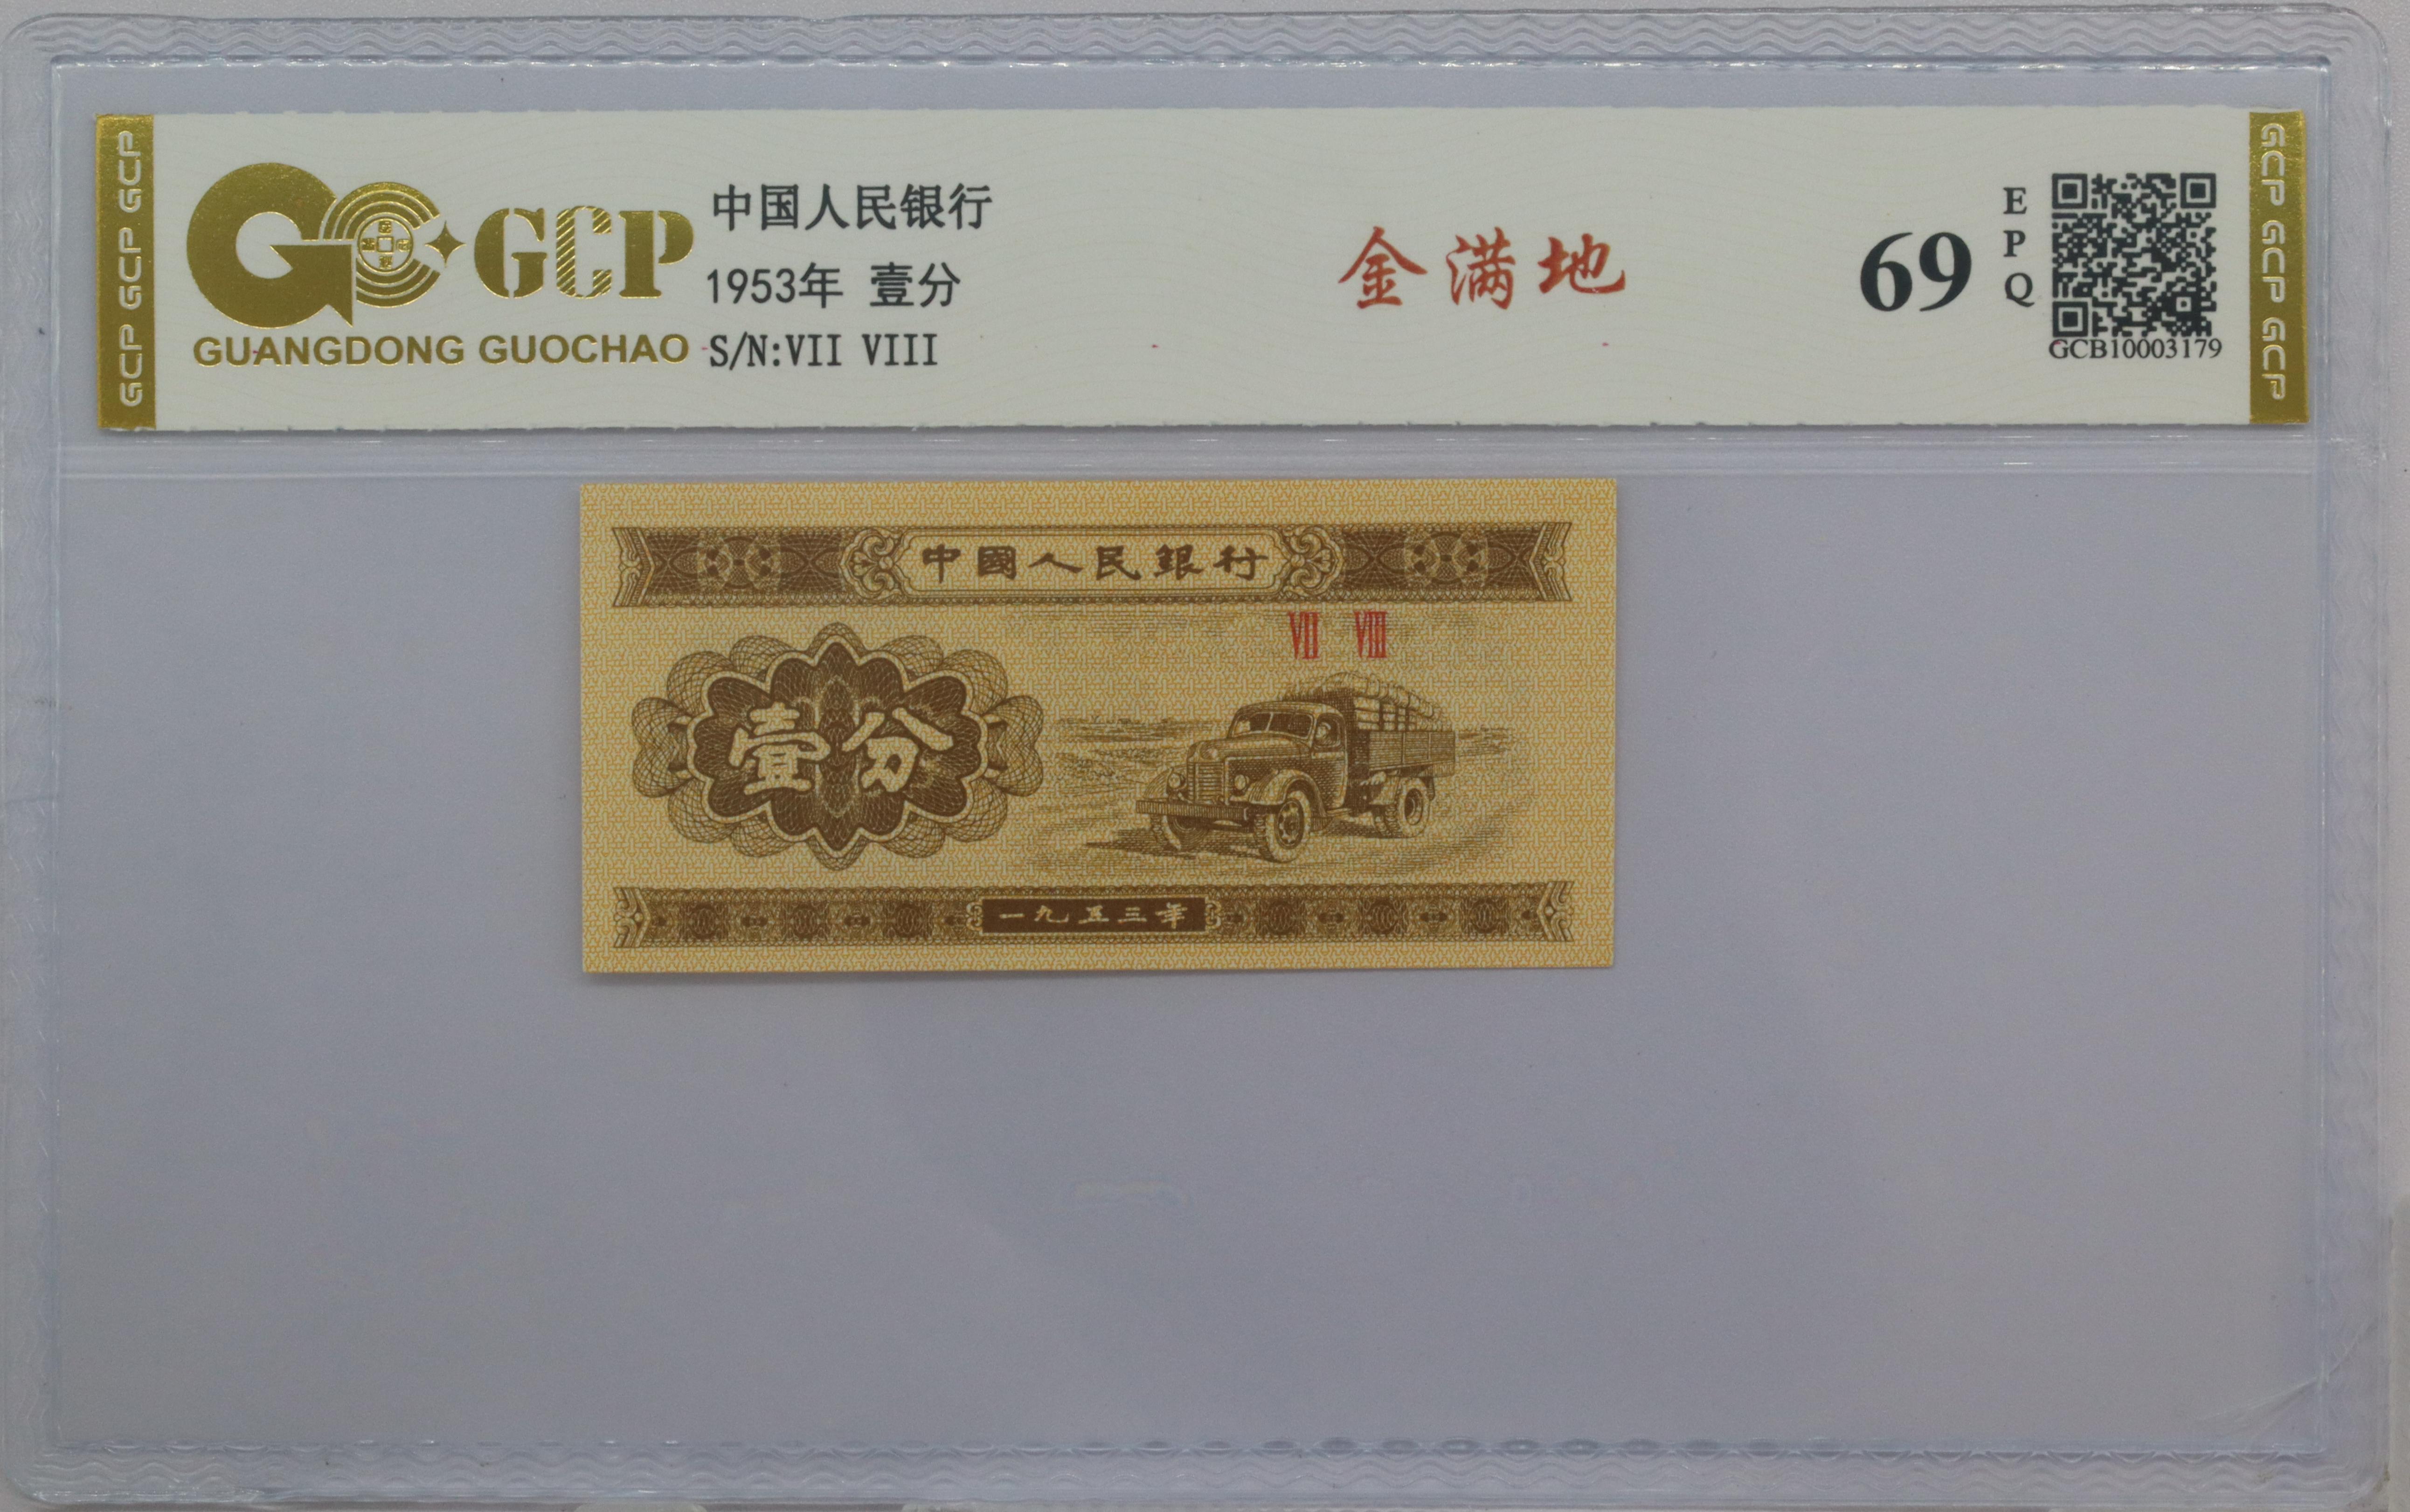 GCP GCP GCP
GCP
GUANGDONG GUOCHAO
中国人民银行
1953年 壹分
S/N:VII VIII
金满地
69
E
P
Q
GCB10003179
GCP GCP GCP
中國人民銀行
VII VIII
壹分
一九五三年